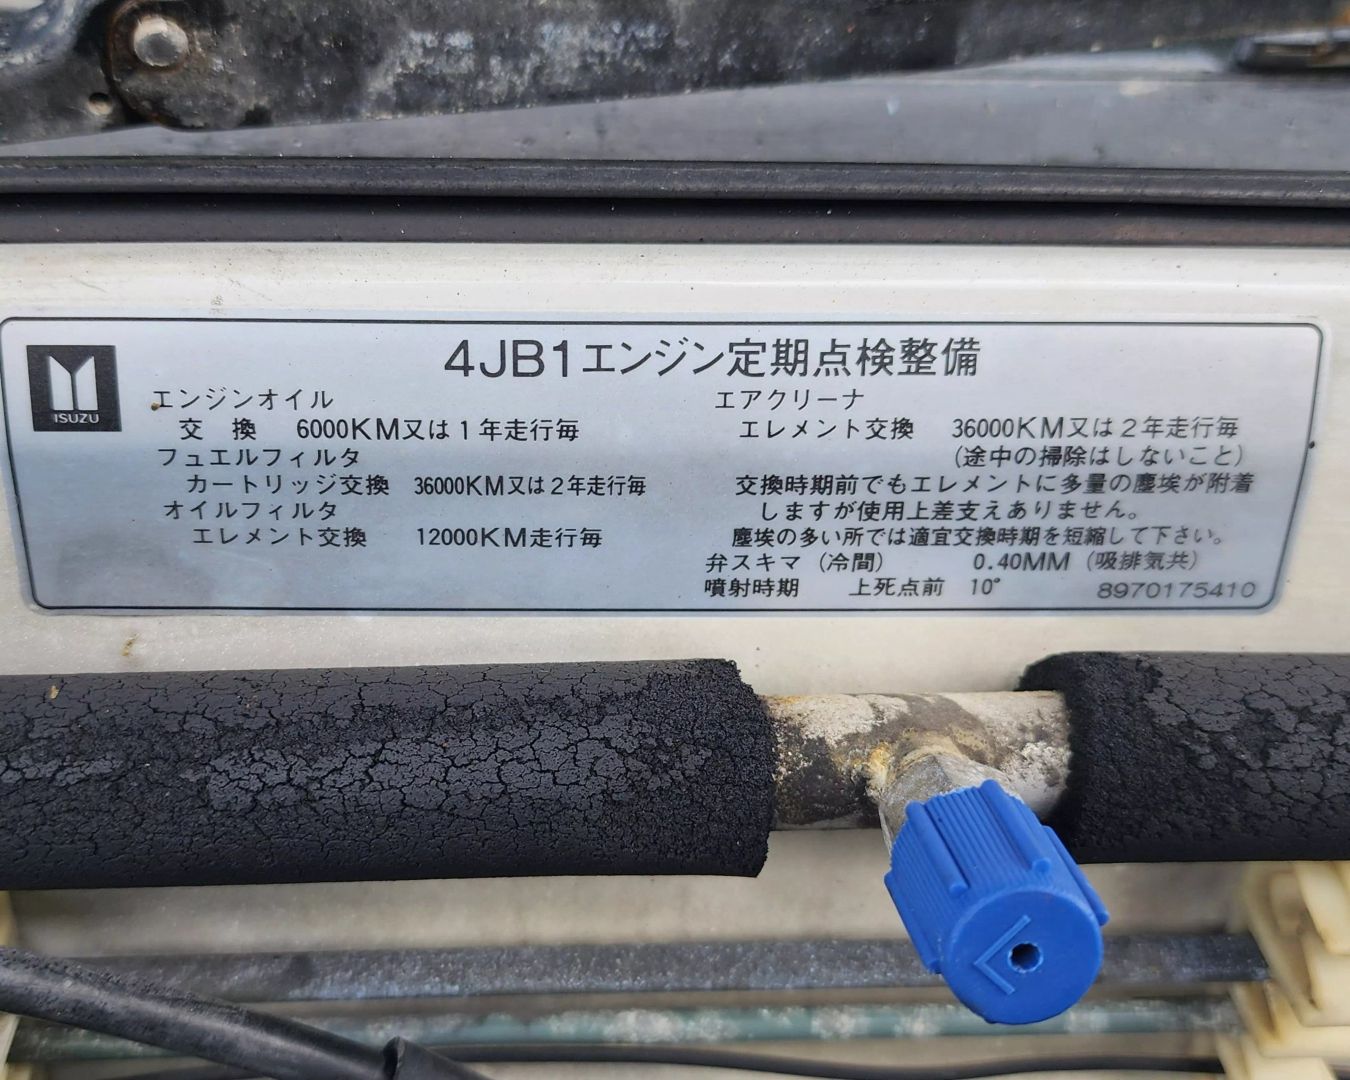 4JB1エンジン定期点検整備
ISUZU
エンジンオイル
交 換 6000KM又は1年走行毎
フュエルフィルタ
カートリッジ交換 36000KM又は2年走行毎
オイルフィルタ
エレメント交換 12000KM走行毎
エアクリーナ
エレメント交換 36000KM又は2年走行毎
(途中の掃除はしないこと)
交換時期前でもエレメントに多量の塵埃が附着
しますが使用上差支えありません。
塵埃の多い所では適宜交換時期を短縮して下さい。
弁スキマ (冷間) 0.40MM (吸排気共)
噴射時期 上死点前 10°
8970175410
L